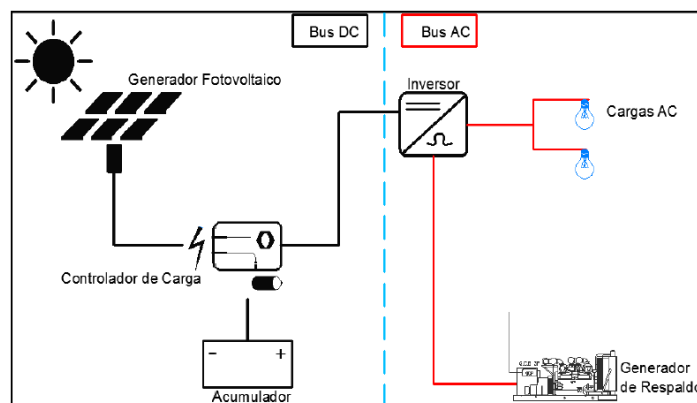 Bus DC
Bus AC
Generador Fotovoltaico
Inversor
Cargas AC
Controlador de Carga
- +
Acumulador
Generador
de Respaldo